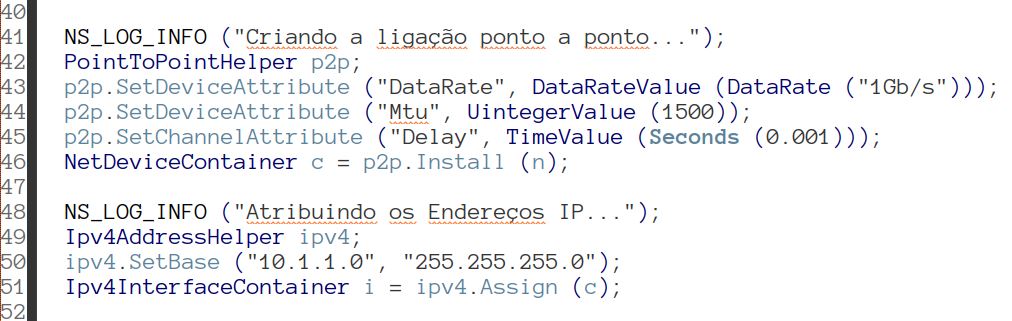 40
41 NS_LOG_INFO ("Criando a ligação ponto a ponto...");
42 PointToPointHelper p2p;
43 p2p.SetDeviceAttribute ("DataRate", DataRateValue (DataRate ("1Gb/s")));
44 p2p.SetDeviceAttribute ("Mtu", UintegerValue (1500));
45 p2p.SetChannelAttribute ("Delay", TimeValue (Seconds (0.001)));
46 NetDeviceContainer c = p2p.Install (n);
47
48 NS_LOG_INFO ("Atribuindo os Endereços IP...");
49 Ipv4AddressHelper ipv4;
50 ipv4.SetBase ("10.1.1.0", "255.255.255.0");
51 Ipv4InterfaceContainer i = ipv4.Assign (c);
52